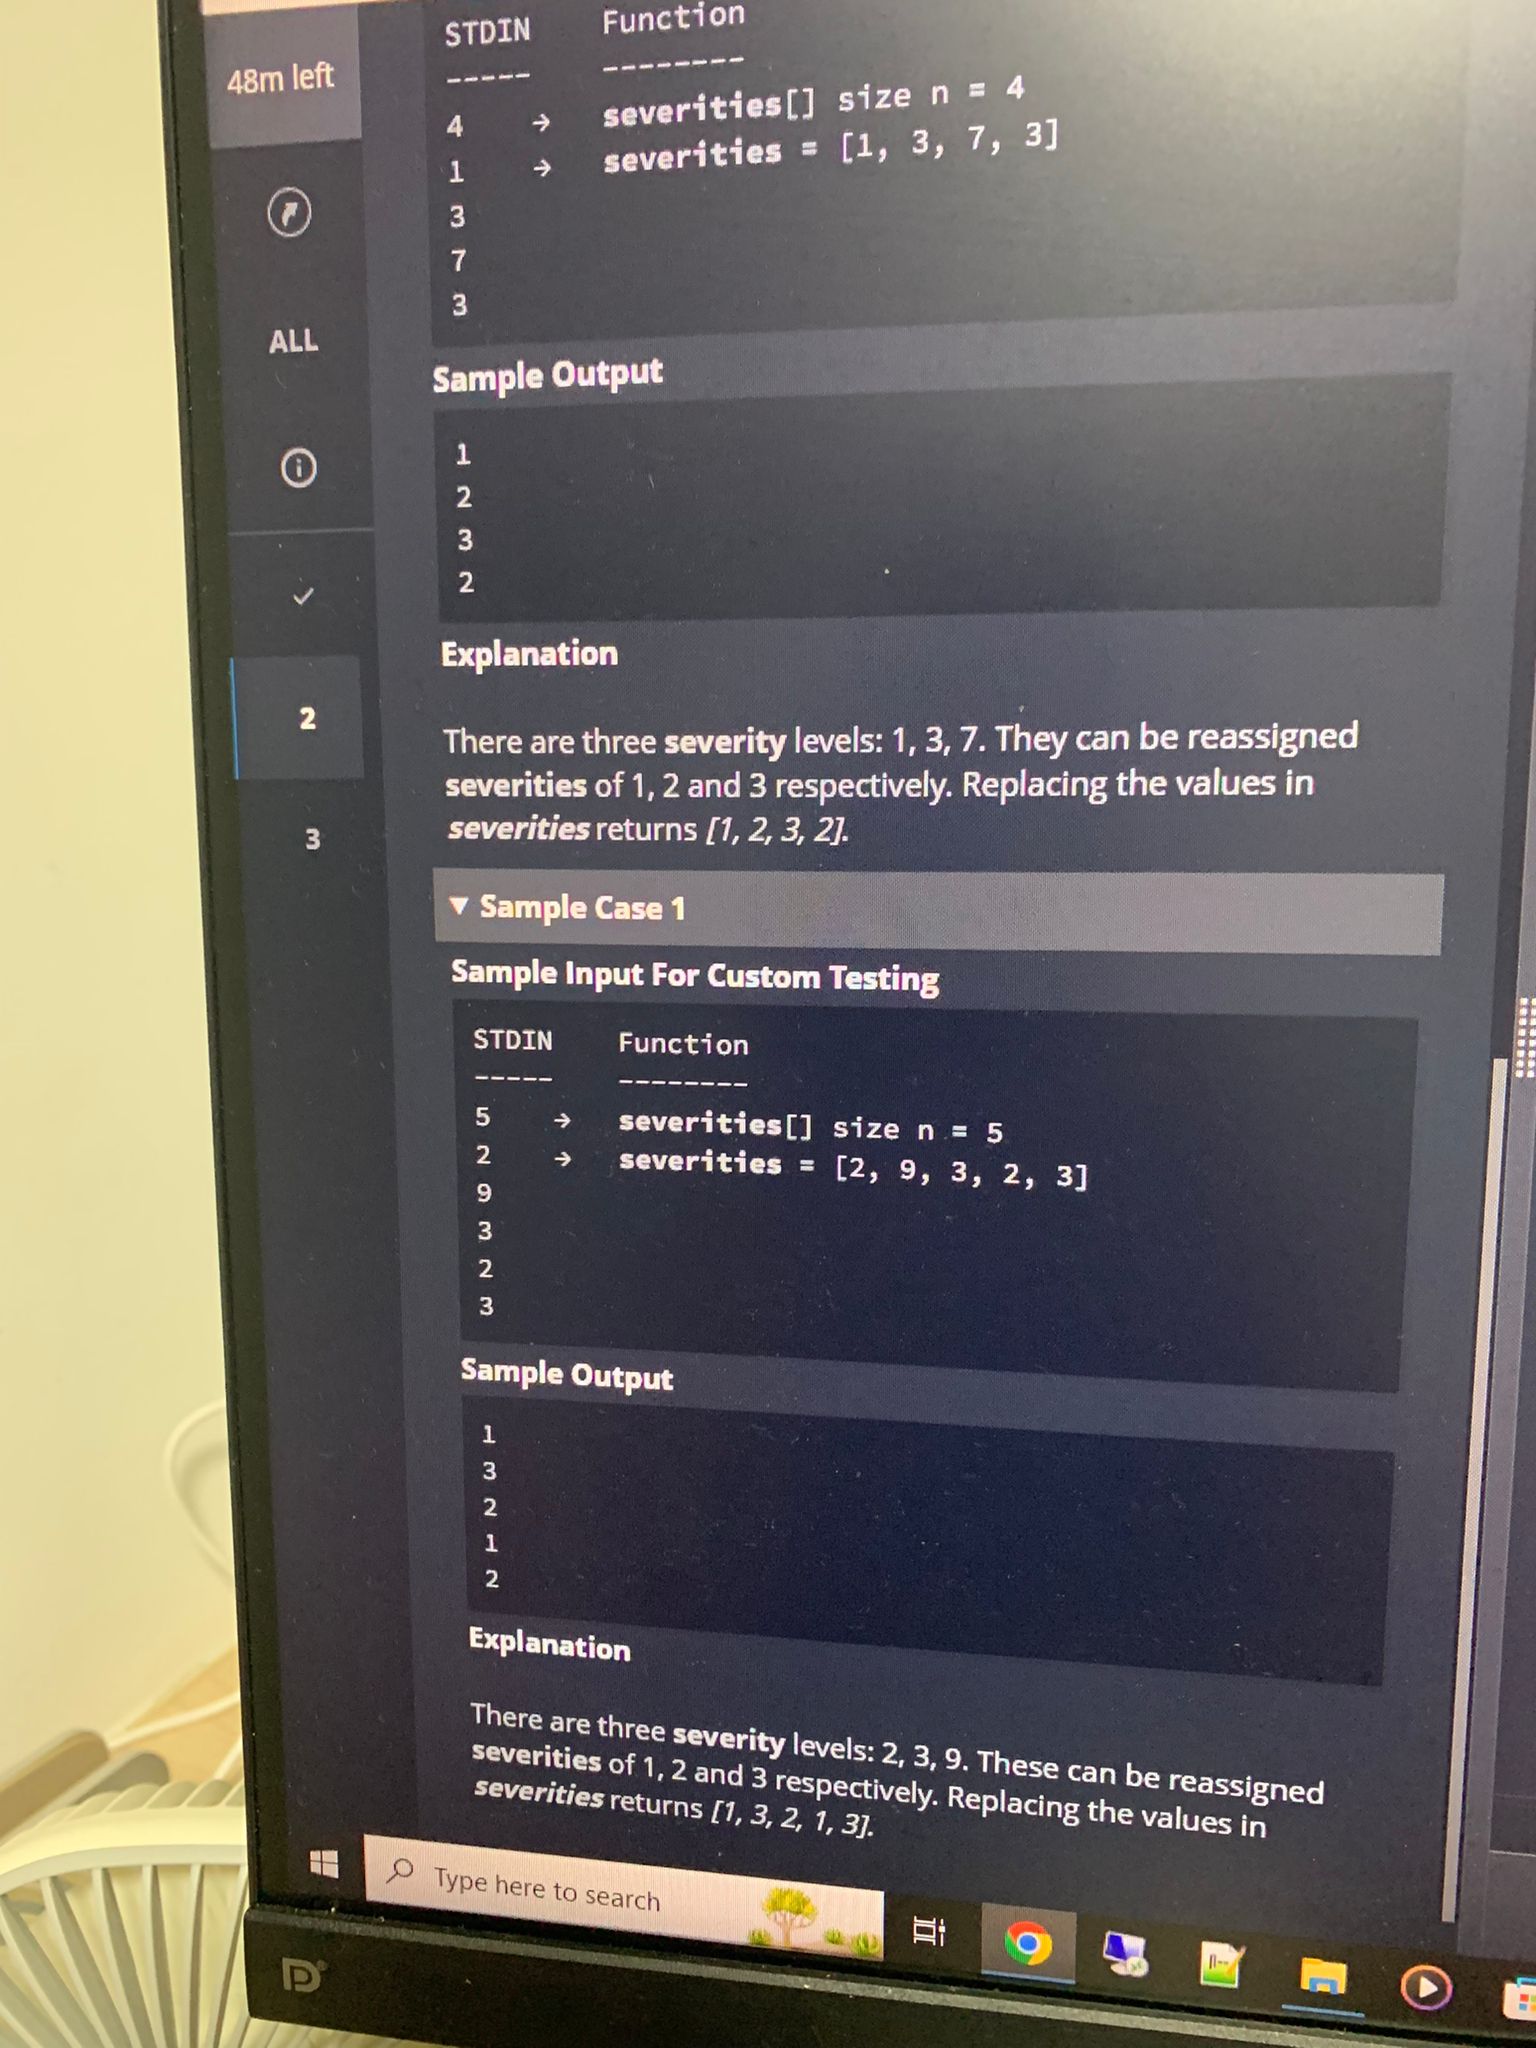 STDIN Function
----- --------
4 → severities[] size n = 4
1 → severities = [1, 3, 7, 3]
3
7
3
48m left
ALL
i
2
3
Sample Output
1
2
3
2
Explanation
There are three severity levels: 1, 3, 7. They can be reassigned
severities of 1, 2 and 3 respectively. Replacing the values in
severities returns [1, 2, 3, 2].
▼ Sample Case 1
Sample Input For Custom Testing
STDIN Function
----- --------
5 → severities[] size n = 5
2 → severities = [2, 9, 3, 2, 3]
9
3
2
3
Sample Output
1
3
2
1
2
Explanation
There are three severity levels: 2, 3, 9. These can be reassigned
severities of 1, 2 and 3 respectively. Replacing the values in
severities returns [1, 3, 2, 1, 3].
Type here to search